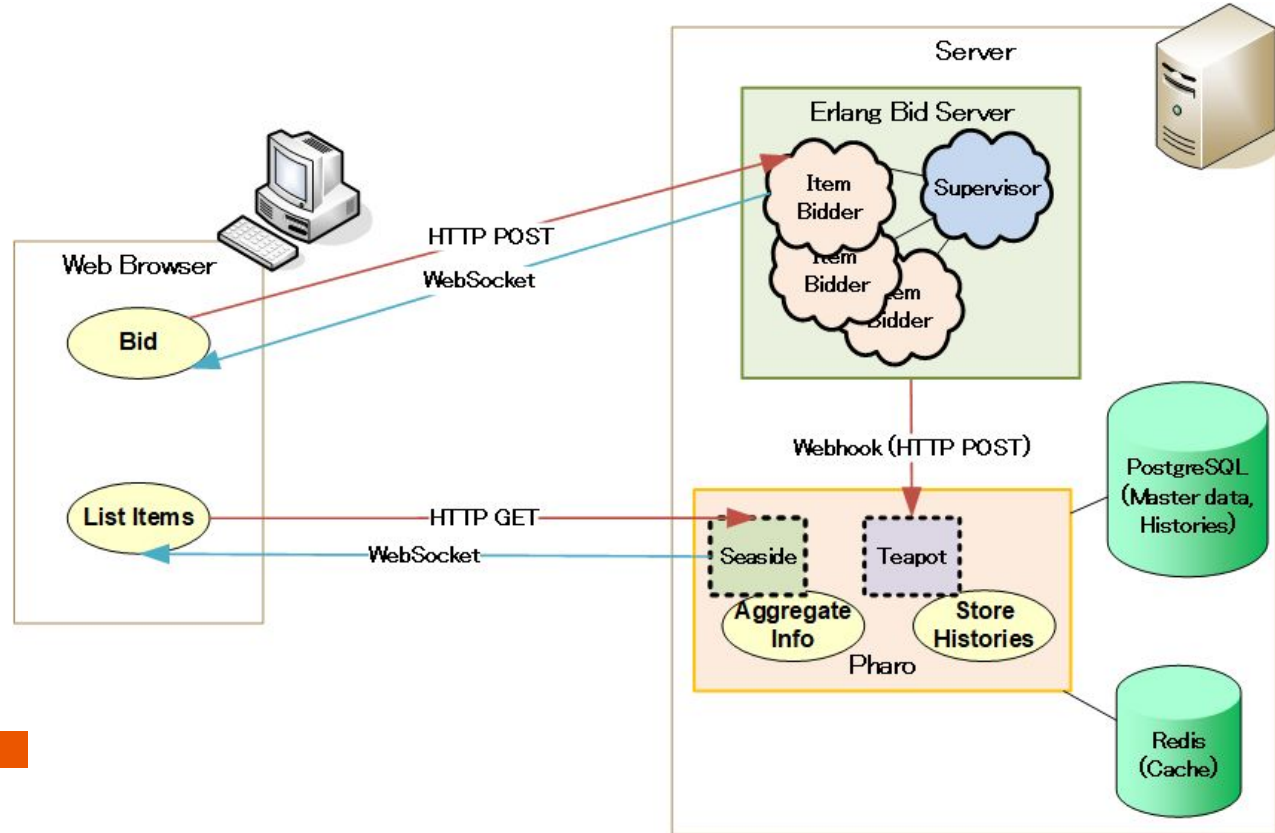 Server
Erlang Bid Server
Item
Bidder
Supervisor
Item
Bidder
Item
Bidder
HTTP POST
WebSocket
Web Browser
Bid
Webhook (HTTP POST)
PostgreSQL
(Master data,
Histories)
List Items
HTTP GET
WebSocket
Seaside
Teapot
Aggregate
Info
Store
Histories
Pharo
Redis
(Cache)